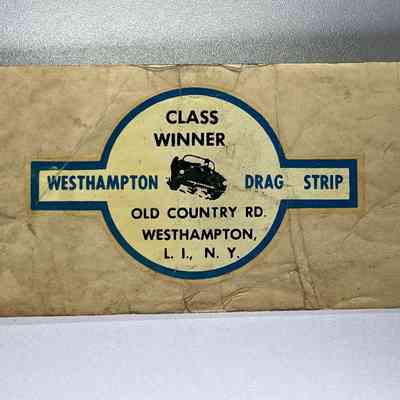 CLASS
WINNER
WESTHAMPTON DRAG STRIP
OLD COUNTRY RD.
WESTHAMPTON,
L. I., N. Y.